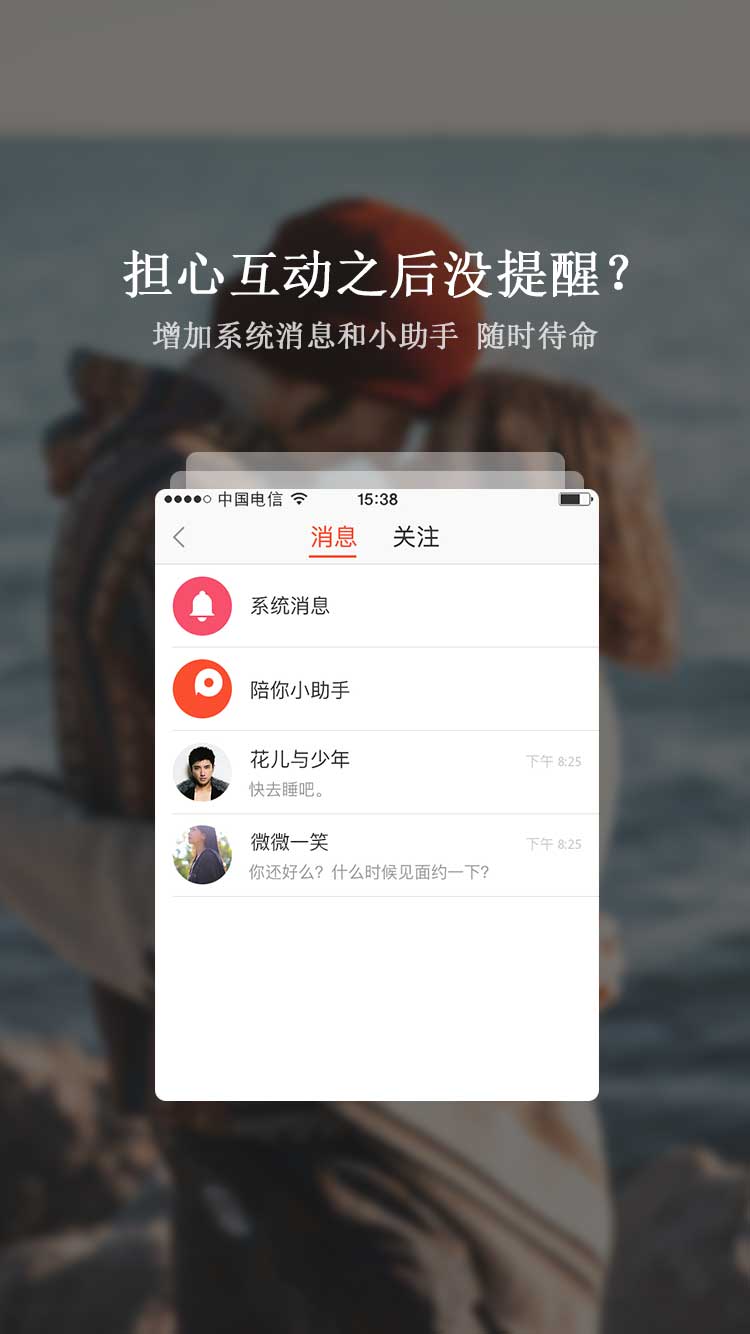 担心互动之后没提醒？
增加系统消息和小助手 随时待命
中国电信 15:38
消息 关注
系统消息
陪你小助手
花儿与少年 下午 8:25
快去睡吧。
微微一笑 下午 8:25
你还好么？什么时候见面约一下？